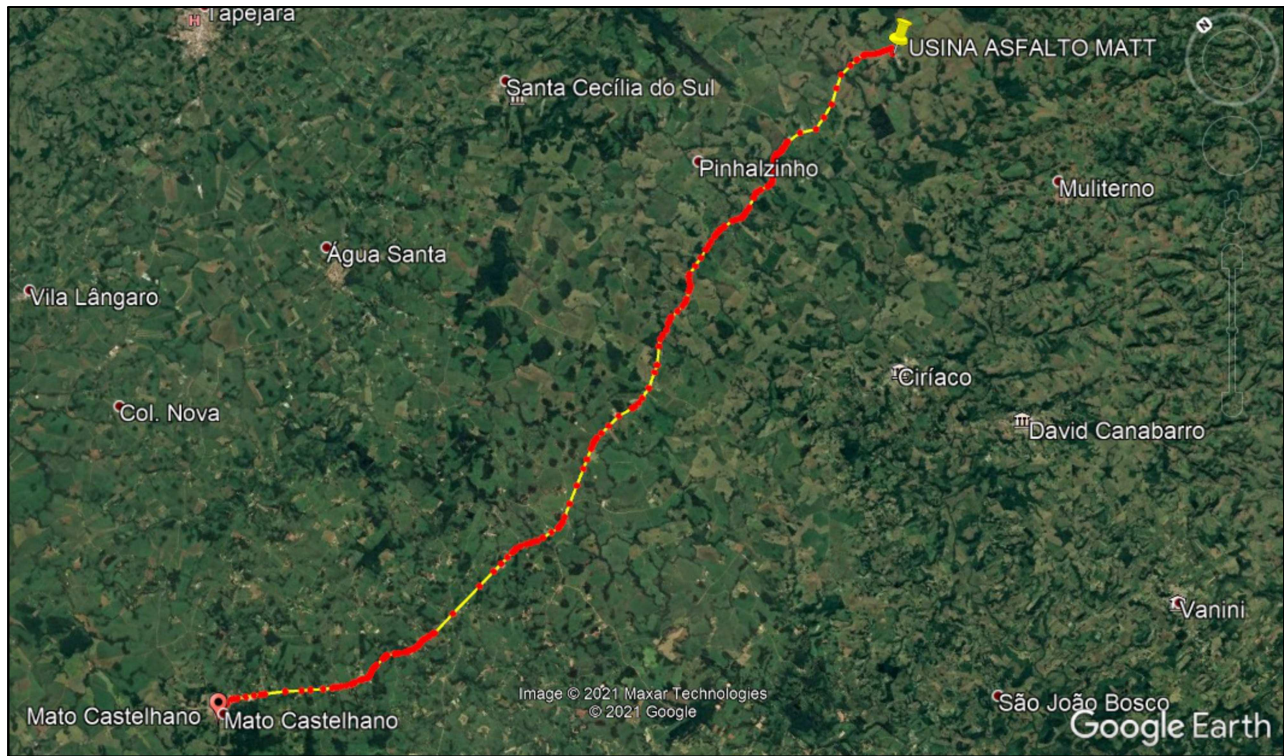 Tapejara
H
N
USINA ASFALTO MATT
Santa Cecília do Sul
Pinhalzinho
Muliterno
Água Santa
Vila Lângaro
Ciríaco
Col. Nova
David Canabarro
Vanini
Image © 2021 Maxar Technologies
© 2021 Google
São João Bosco
Mato Castelhano
Mato Castelhano
Google Earth